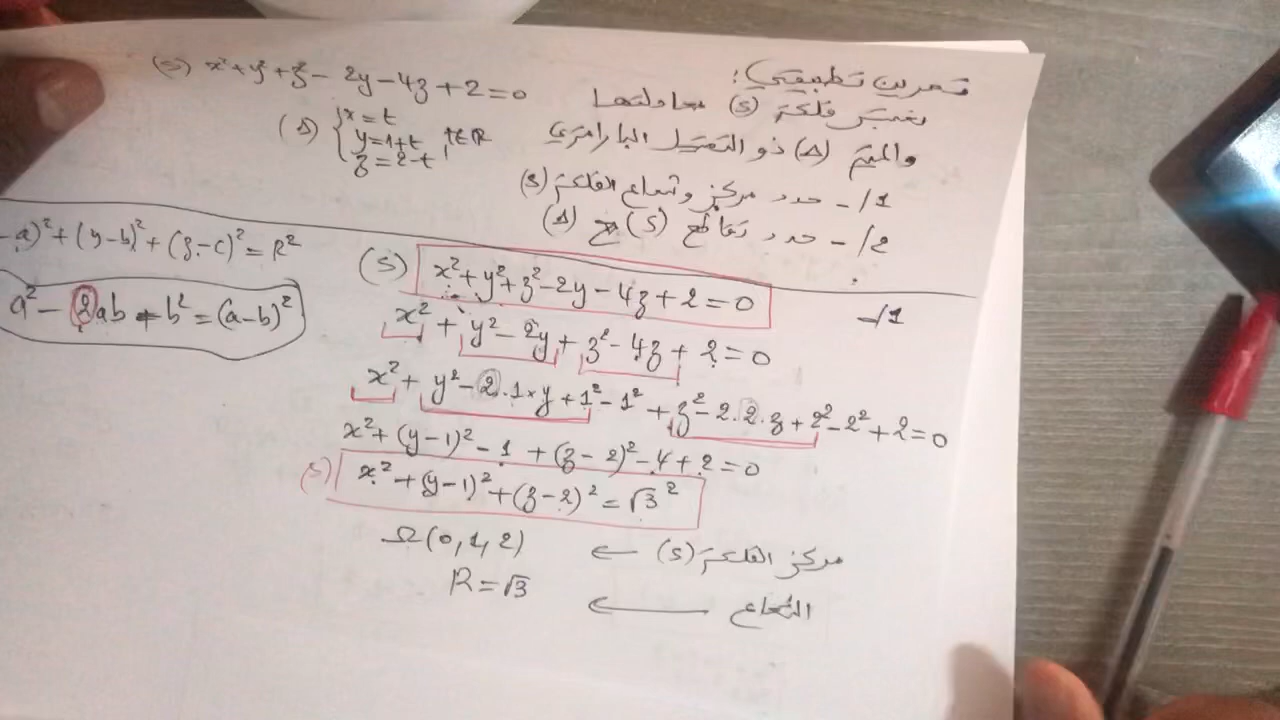 تمرين تطبيقي:
نعتبر فلكة (S) معادلتها (S) x²+y²+z²-2y-4z+2=0
والمستقيم (Δ) ذو التمثيل البارامتري (Δ) { x=t
y=1+t , t∈ℝ
z=2-t
1/- حدد مركز وشعاع الفلكة (S)
2/- حدد تقاطع (S) مع (Δ)
-a)²+(y-b)²+(z-c)²=R²
a²-2ab+b²=(a-b)²
1/-
(S) x²+y²+z²-2y-4z+2=0
x²+y²-2y+z²-4z+2=0
x²+y²-2.1×y+1²-1²+z²-2.2.z+2²-2²+2=0
x²+(y-1)²-1+(z-2)²-4+2=0
(S) x²+(y-1)²+(z-2)²=√3²
مركز الفلكة (S) ← Ω(0,1,2)
الشعاع ← R=√3